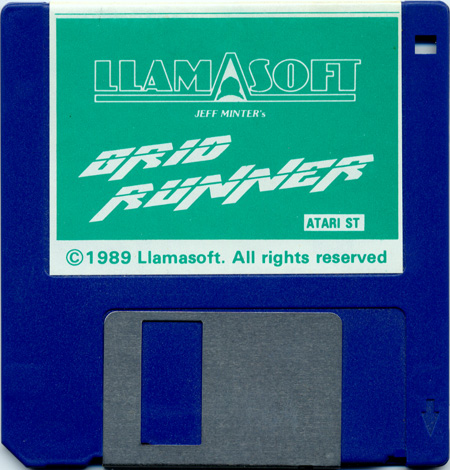 LLAMASOFT
JEFF MINTER's
GRID
RUNNER
ATARI ST
©1989 Llamasoft. All rights reserved